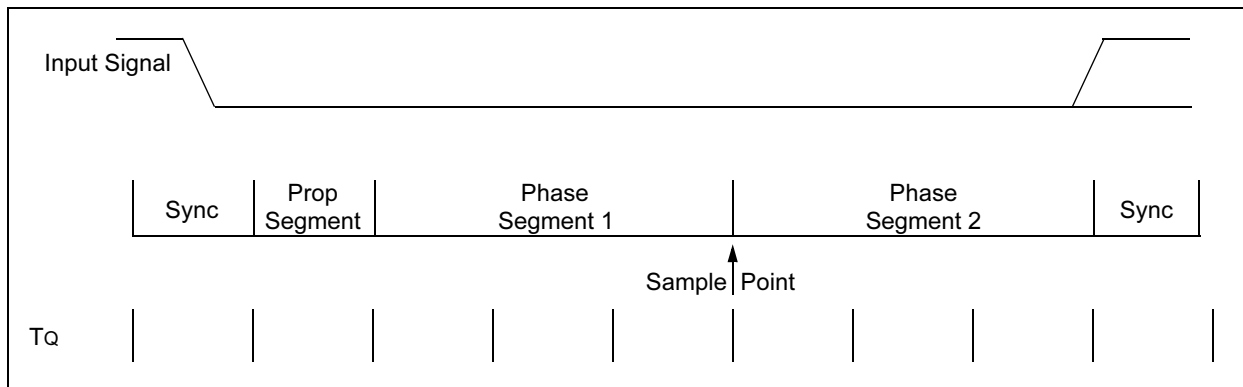 Input Signal
Sync
Prop
Segment
Phase
Segment 1
Phase
Segment 2
Sync
Sample Point
TQ